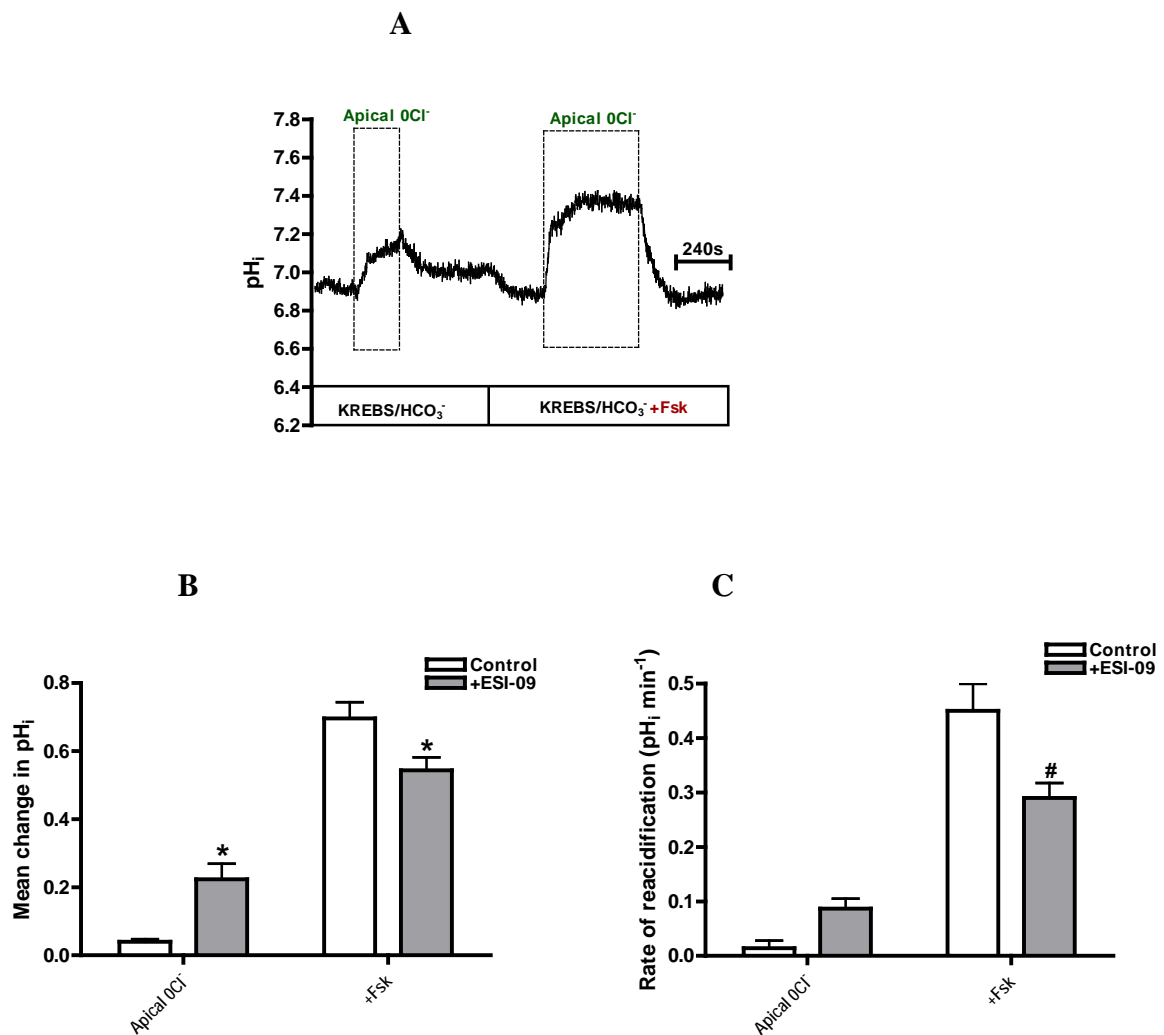 A
Apical 0Cl⁻ Apical 0Cl⁻
7.8
7.6
7.4
7.2
7.0
6.8
6.6
6.4
6.2
pHᵢ
240s
KREBS/HCO₃⁻ KREBS/HCO₃⁻ +Fsk
B
Control
+ESI-09
0.8
0.6
0.4
0.2
0.0
Mean change in pHᵢ
*
*
Apical 0Cl⁻
+Fsk
C
Control
+ESI-09
0.5
0.4
0.3
0.2
0.1
0.0
Rate of reacidification (pHᵢ min⁻¹)
#
Apical 0Cl⁻
+Fsk